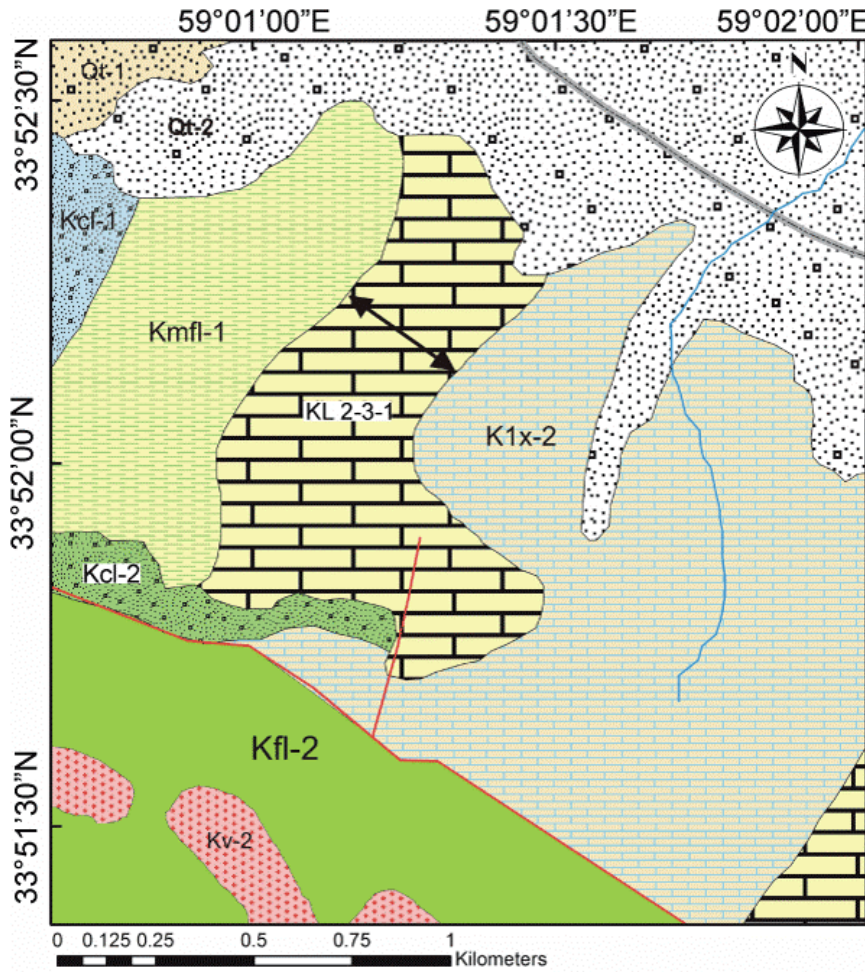 59°01'00"E
59°01'30"E
59°02'00"E
33°52'30"N
33°52'00"N
33°51'30"N
N
Qt-1
Qt-2
Kcf-1
Kmfl-1
KL 2-3-1
K1x-2
Kcl-2
Kfl-2
Kv-2
0 0.125 0.25 0.5 0.75 1
Kilometers